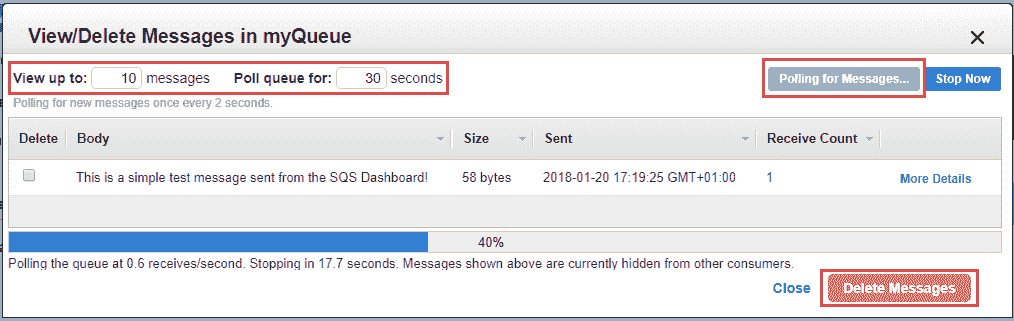 View/Delete Messages in myQueue
View up to: 10 messages Poll queue for: 30 seconds Polling for Messages... Stop Now
Polling for new messages once every 2 seconds.
Delete Body Size Sent Receive Count
This is a simple test message sent from the SQS Dashboard! 58 bytes 2018-01-20 17:19:25 GMT+01:00 1 More Details
40%
Polling the queue at 0.6 receives/second. Stopping in 17.7 seconds. Messages shown above are currently hidden from other consumers.
Close Delete Messages